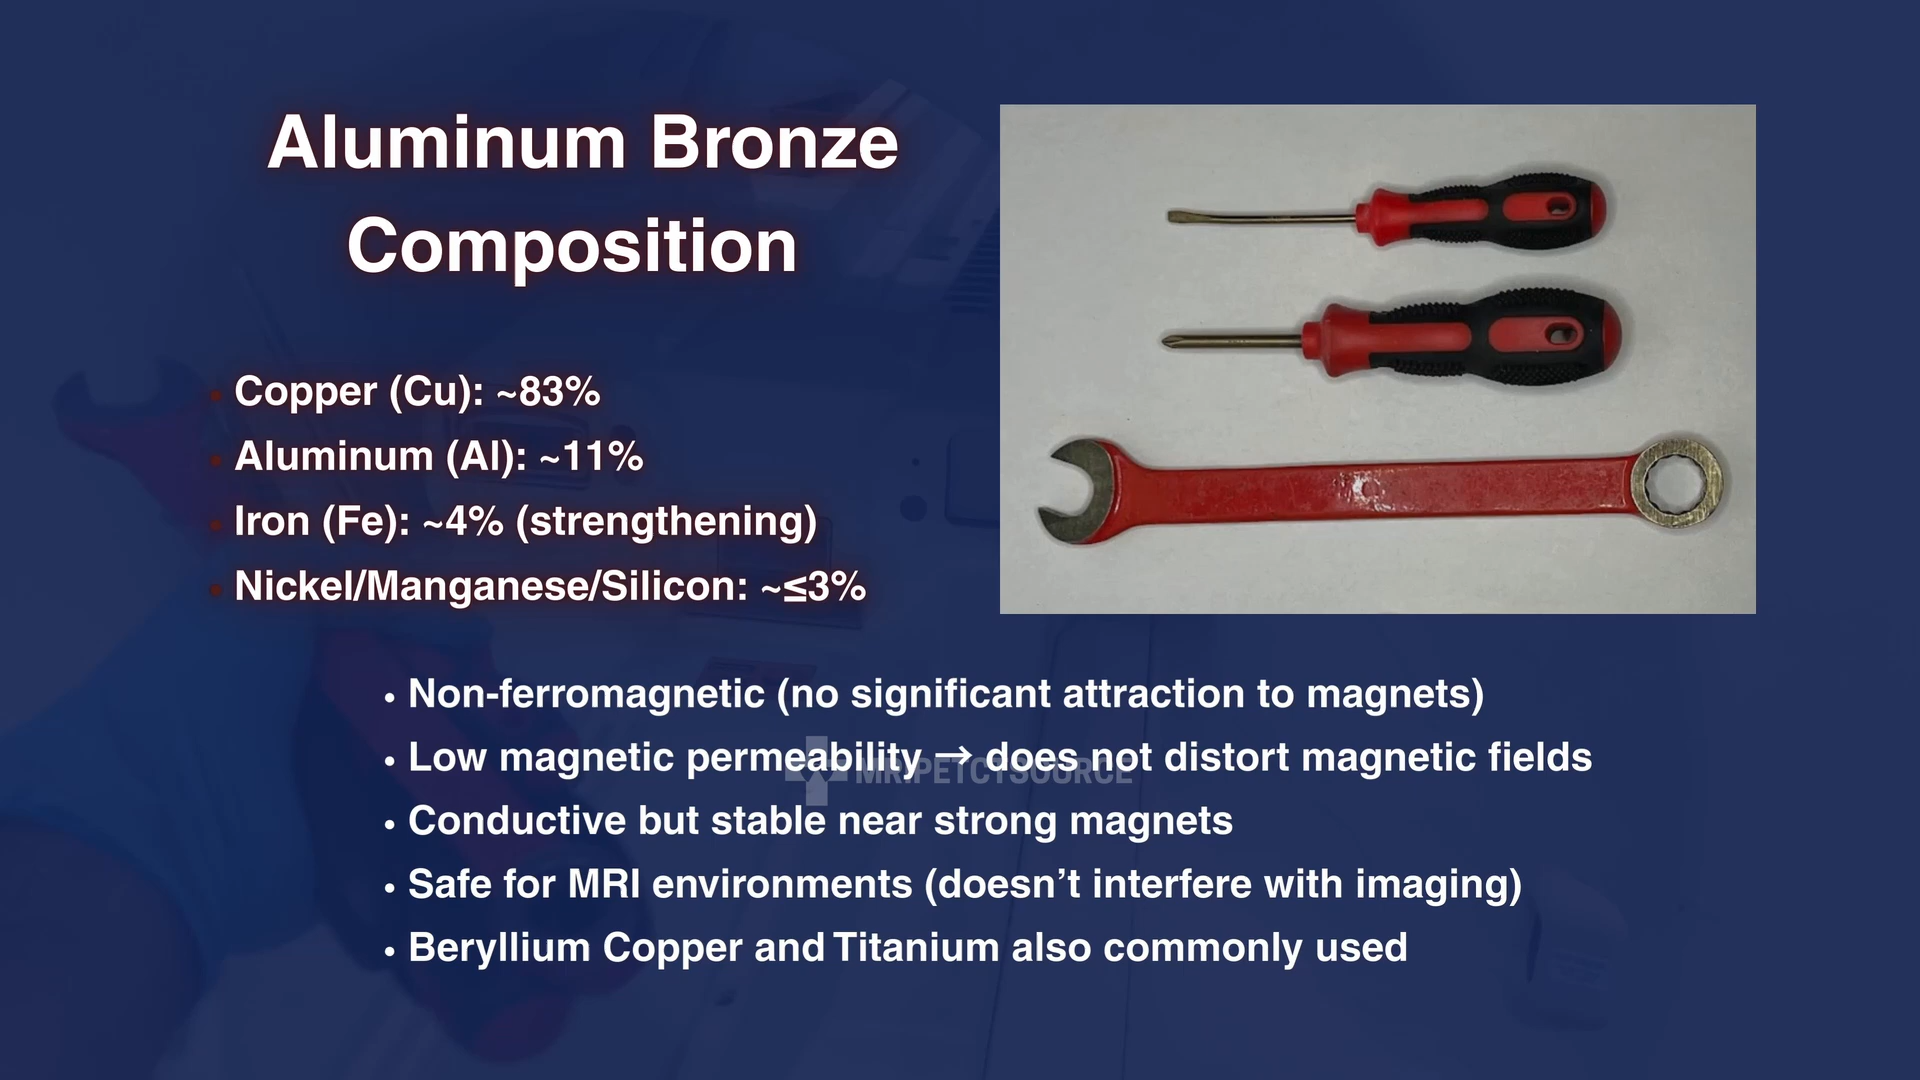 Aluminum Bronze
Composition
• Copper (Cu): ~83%
• Aluminum (Al): ~11%
• Iron (Fe): ~4% (strengthening)
• Nickel/Manganese/Silicon: ~≤3%
• Non-ferromagnetic (no significant attraction to magnets)
• Low magnetic permeability → does not distort magnetic fields
MRIPETCTSOURCE
• Conductive but stable near strong magnets
• Safe for MRI environments (doesn’t interfere with imaging)
• Beryllium Copper and Titanium also commonly used